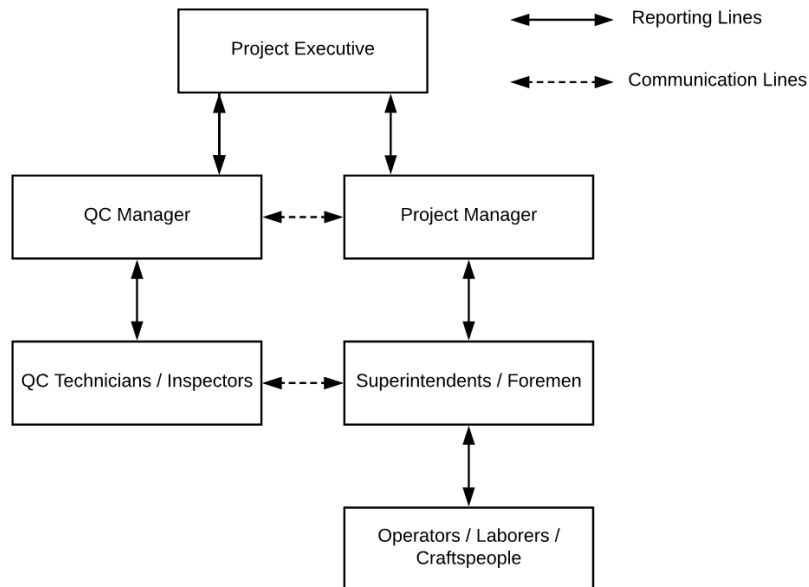 Project Executive
Reporting Lines
Communication Lines
QC Manager
Project Manager
QC Technicians / Inspectors
Superintendents / Foremen
Operators / Laborers /
Craftspeople